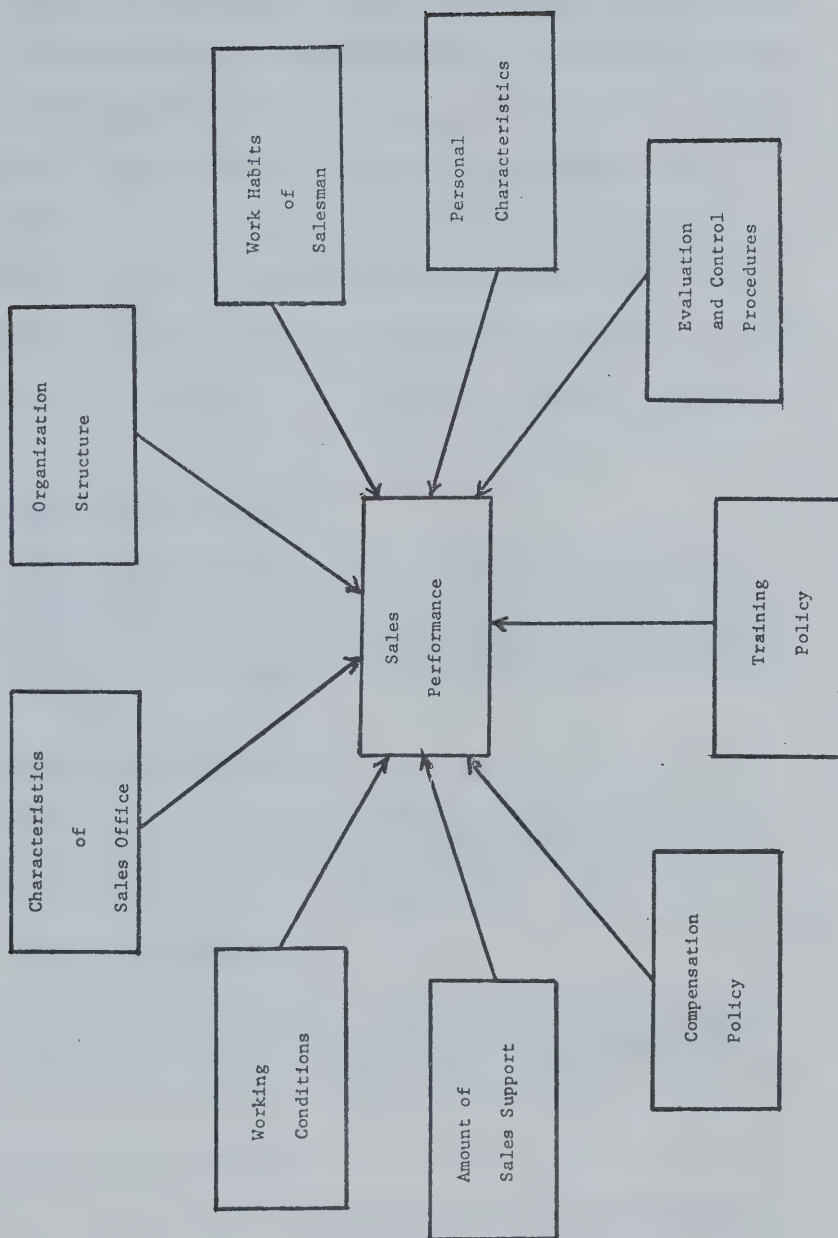 Characteristics
of
Sales Office
Organization
Structure
Working
Conditions
Work Habits
of
Salesman
Sales
Performance
Amount of
Sales Support
Personal
Characteristics
Compensation
Policy
Evaluation
and Control
Procedures
Training
Policy